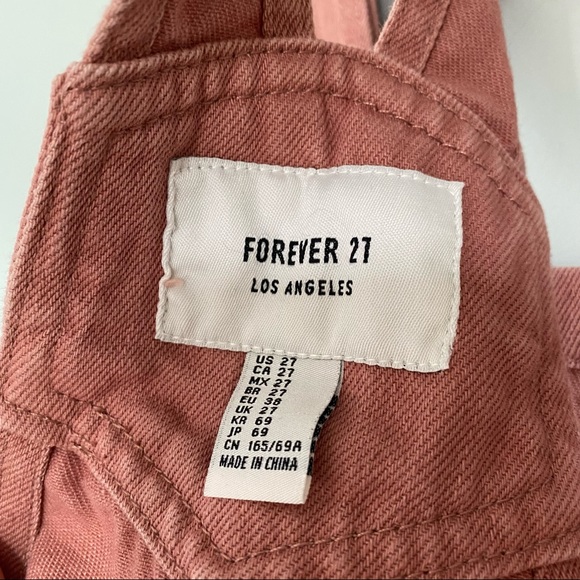 FOREVER 21
LOS ANGELES
US 27
CA 27
MX 27
BR 27
EU 38
UK 27
KR 69
JP 69
CN 165/69A
MADE IN CHINA